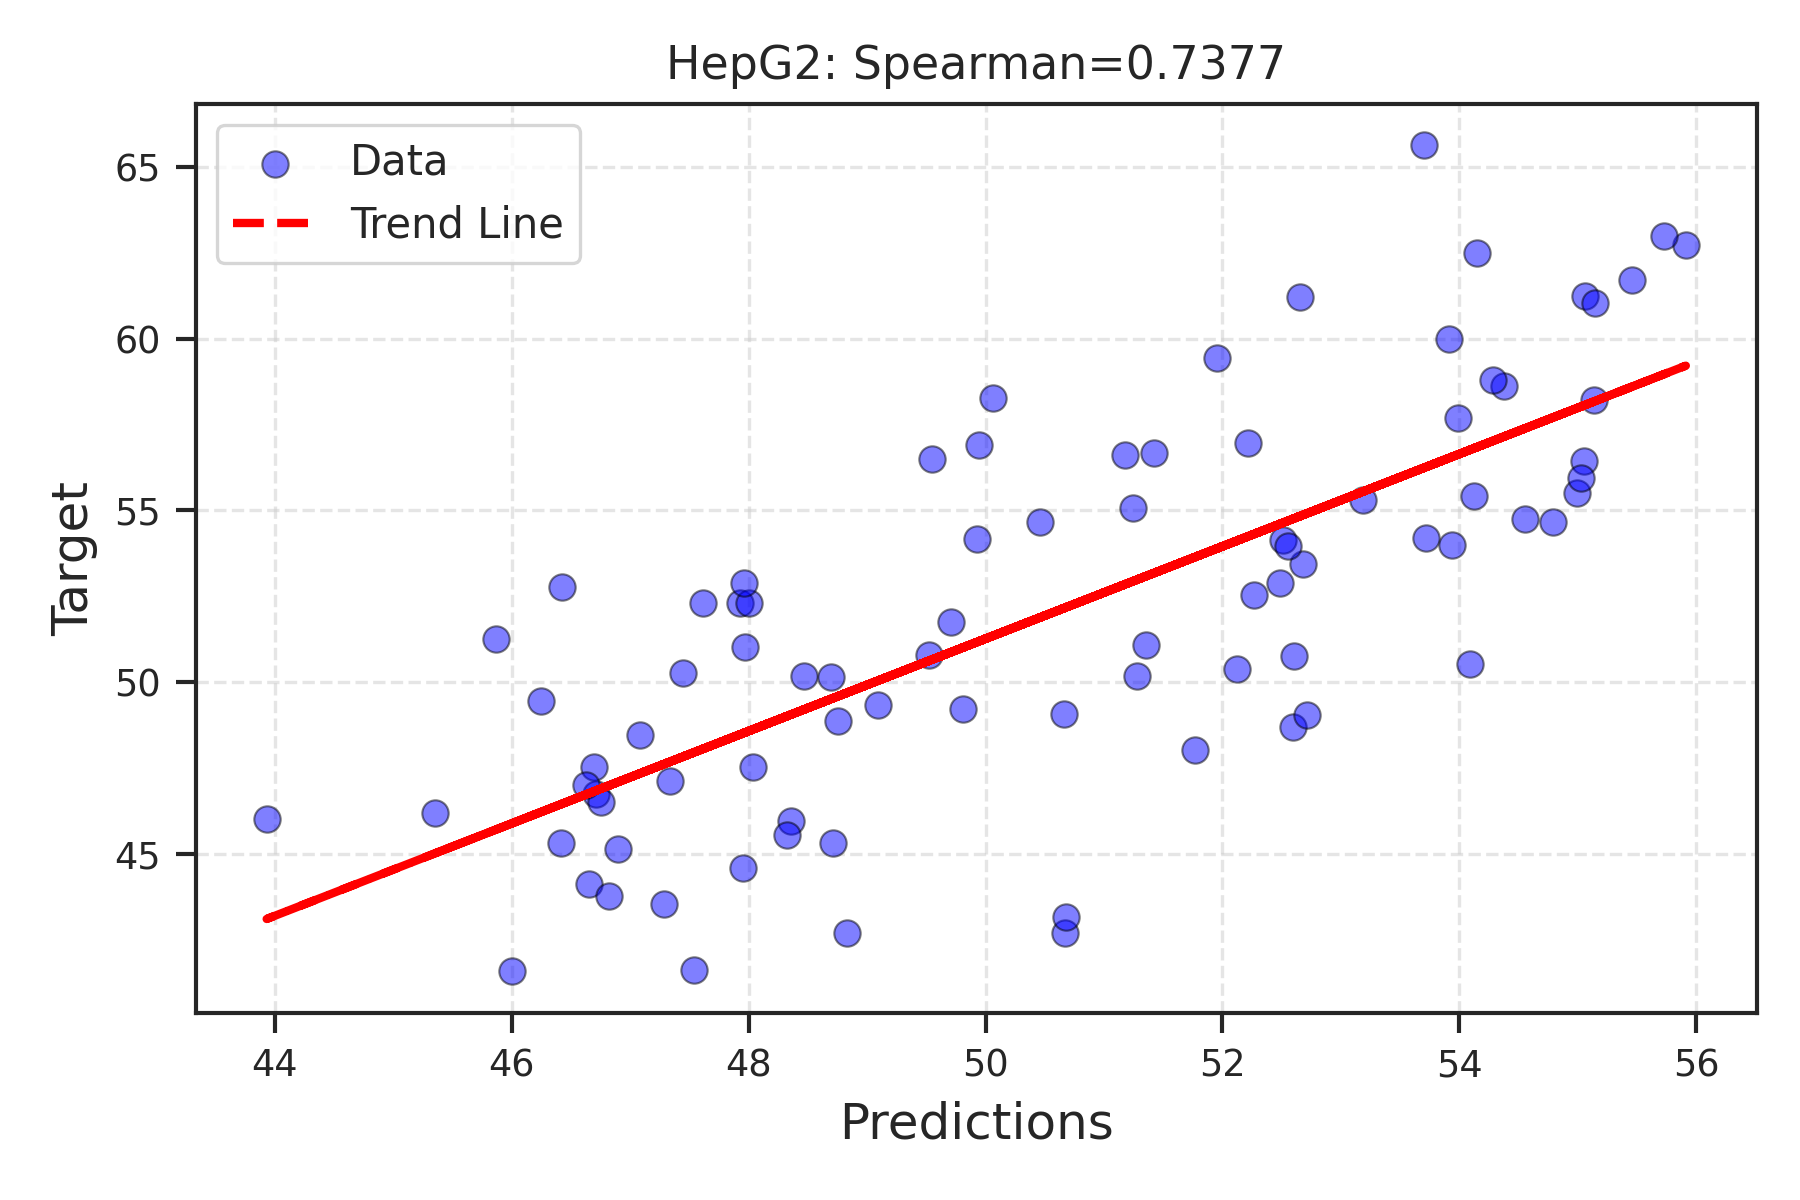 HepG2: Spearman=0.7377
Data
Trend Line
65
60
55
50
45
Target
44 46 48 50 52 54 56
Predictions